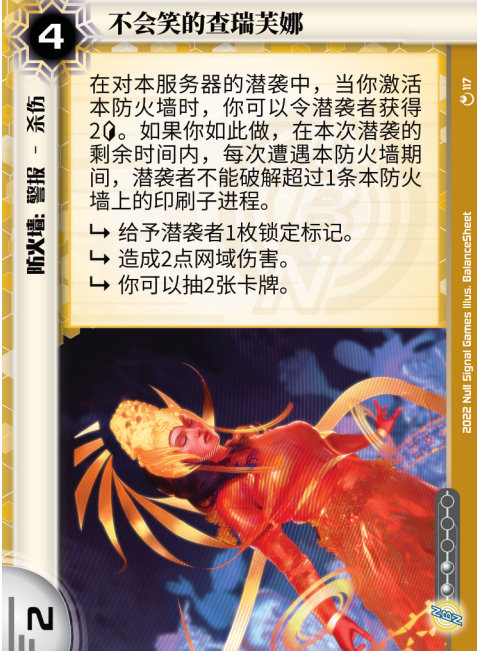 4
不会笑的查瑞芙娜
在对本服务器的潜袭中，当你激活
本防火墙时，你可以令潜袭者获得
2。如果你如此做，在本次潜袭的
剩余时间内，每次遭遇本防火墙期
间，潜袭者不能破解超过1条本防火
墙上的印刷子进程。
↳ 给予潜袭者1枚锁定标记。
↳ 造成2点网域伤害。
↳ 你可以抽2张卡牌。
防火墙: 警报 - 杀伤
2
117
2022 Null Signal Games Illus. BalanceSheet
NBN